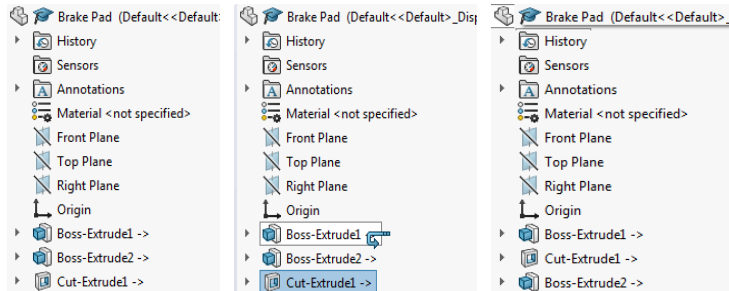 Brake Pad (Default<<Default
History
Sensors
Annotations
Material <not specified>
Front Plane
Top Plane
Right Plane
Origin
Boss-Extrude1 ->
Boss-Extrude2 ->
Cut-Extrude1 ->
Brake Pad (Default<<Default>_Disp
History
Sensors
Annotations
Material <not specified>
Front Plane
Top Plane
Right Plane
Origin
Boss-Extrude1
Boss-Extrude2 ->
Cut-Extrude1 ->
Brake Pad (Default<<Default>_
History
Sensors
Annotations
Material <not specified>
Front Plane
Top Plane
Right Plane
Origin
Boss-Extrude1 ->
Cut-Extrude1 ->
Boss-Extrude2 ->